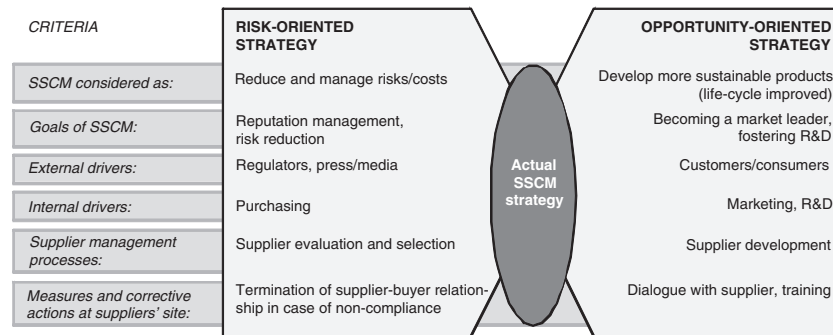 CRITERIA
RISK-ORIENTED
STRATEGY
OPPORTUNITY-ORIENTED
STRATEGY
SSCM considered as:
Reduce and manage risks/costs
Develop more sustainable products
(life-cycle improved)
Goals of SSCM:
Reputation management,
risk reduction
Becoming a market leader,
fostering R&D
External drivers:
Regulators, press/media
Customers/consumers
Internal drivers:
Purchasing
Marketing, R&D
Supplier management
processes:
Supplier evaluation and selection
Supplier development
Measures and corrective
actions at suppliers' site:
Termination of supplier-buyer relation-
ship in case of non-compliance
Dialogue with supplier, training
Actual
SSCM
strategy